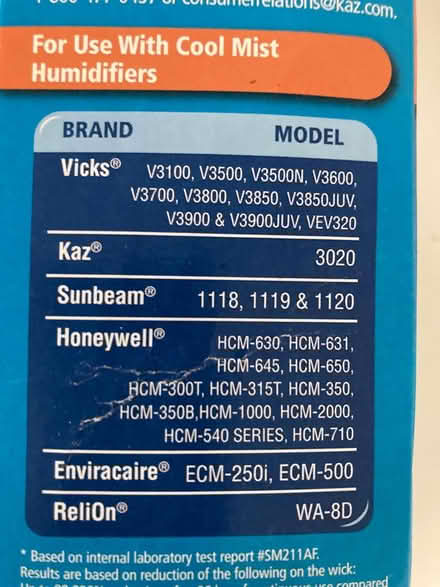 consumerrelations@kaz.com,
For Use With Cool Mist
Humidifiers
BRAND MODEL
Vicks® V3100, V3500, V3500N, V3600,
V3700, V3800, V3850, V3850JUV,
V3900 & V3900JUV, VEV320
Kaz® 3020
Sunbeam® 1118, 1119 & 1120
Honeywell® HCM-630, HCM-631,
HCM-645, HCM-650,
HCM-300T, HCM-315T, HCM-350,
HCM-350B,HCM-1000, HCM-2000,
HCM-540 SERIES, HCM-710
Enviracaire® ECM-250i, ECM-500
ReliOn® WA-8D
* Based on internal laboratory test report #SM211AF.
Results are based on reduction of the following on the wick: